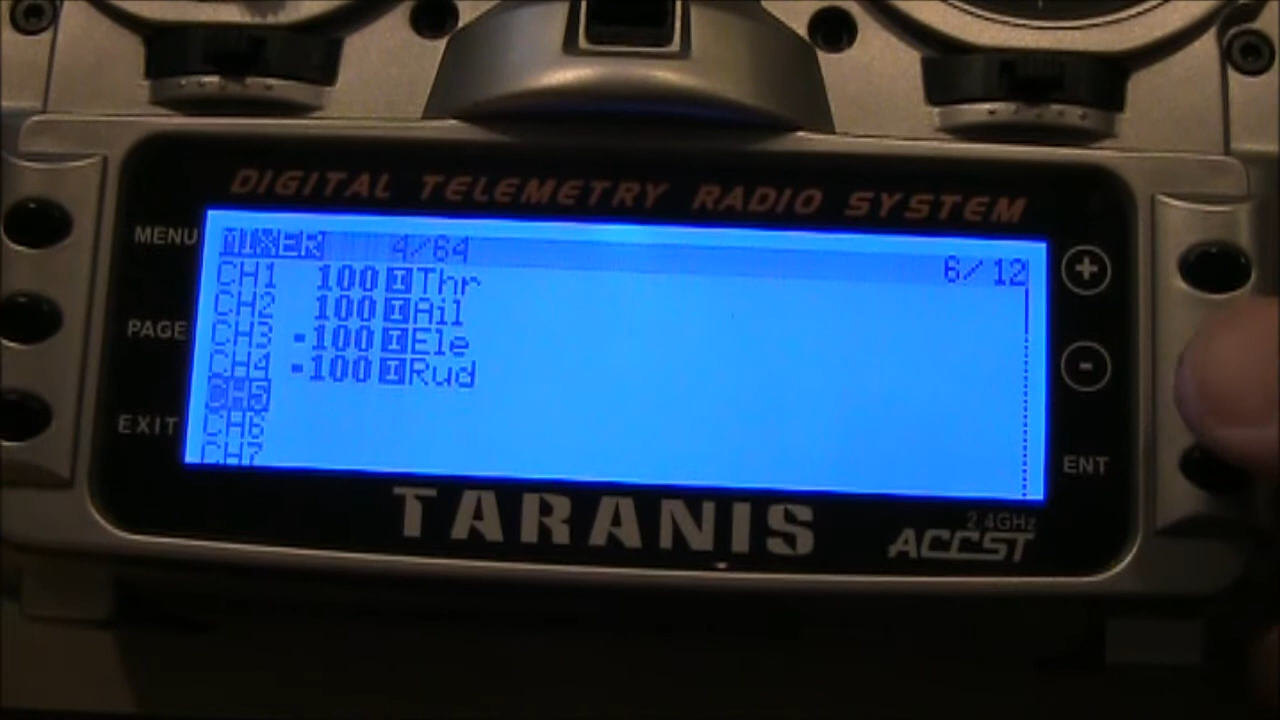 DIGITAL TELEMETRY RADIO SYSTEM
MENU
PAGE
EXIT
MIXER 4/64 6/12
CH1 100 I Thr
CH2 100 I Ail
CH3 -100 I Ele
CH4 -100 I Rud
CH5
CH6
CH7
+
-
ENT
TARANIS
2.4GHz
ACCST